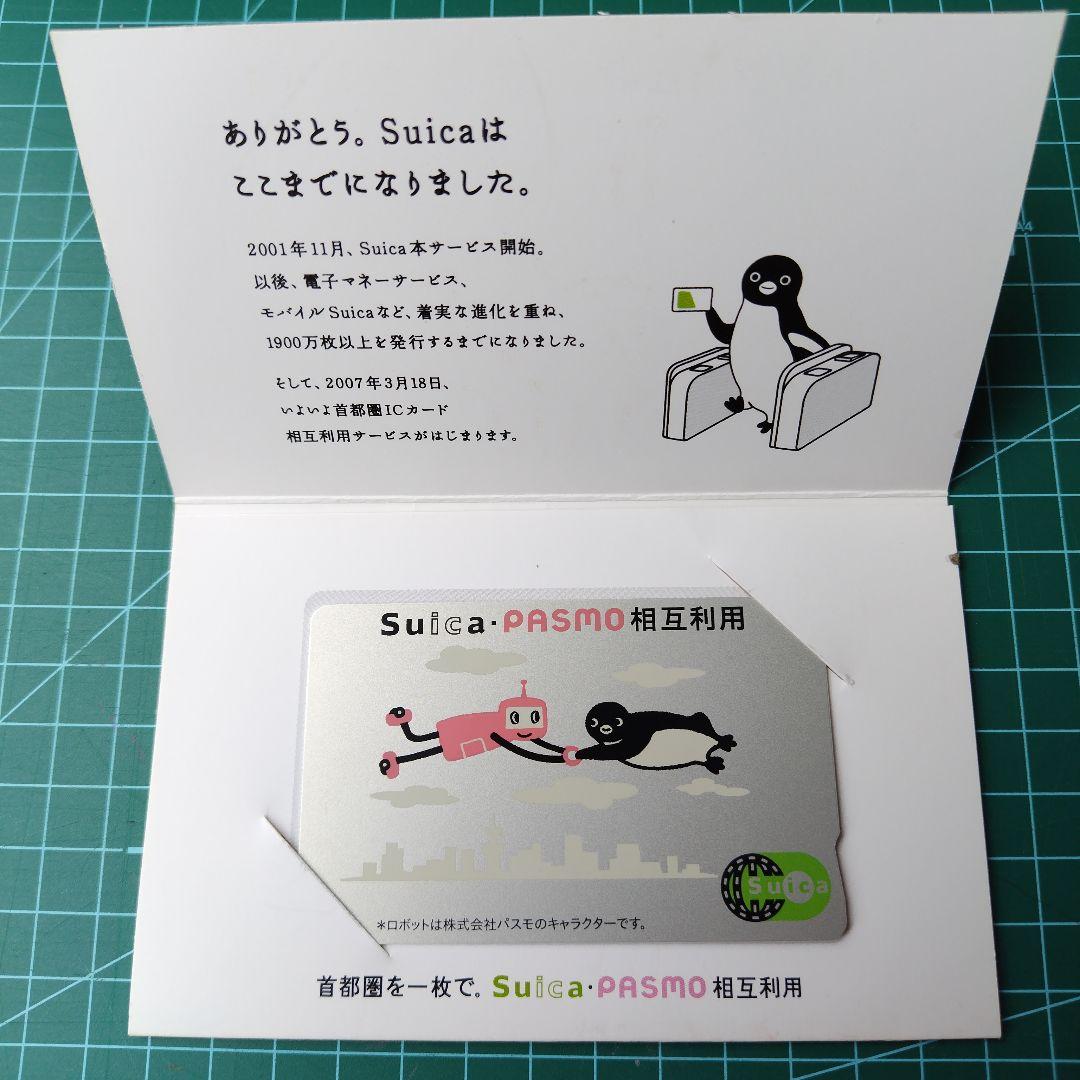 ありがとう。Suicaは
ここまでになりました。
2001年11月、Suica本サービス開始。
以後、電子マネーサービス、
モバイルSuicaなど、着実な進化を重ね、
1900万枚以上を発行するまでになりました。
そして、2007年3月18日、
いよいよ首都圏ICカード
相互利用サービスがはじまります。
Suica・PASMO相互利用
Suica
*ロボットは株式会社パスモのキャラクターです。
首都圏を一枚で。Suica・PASMO相互利用
A4